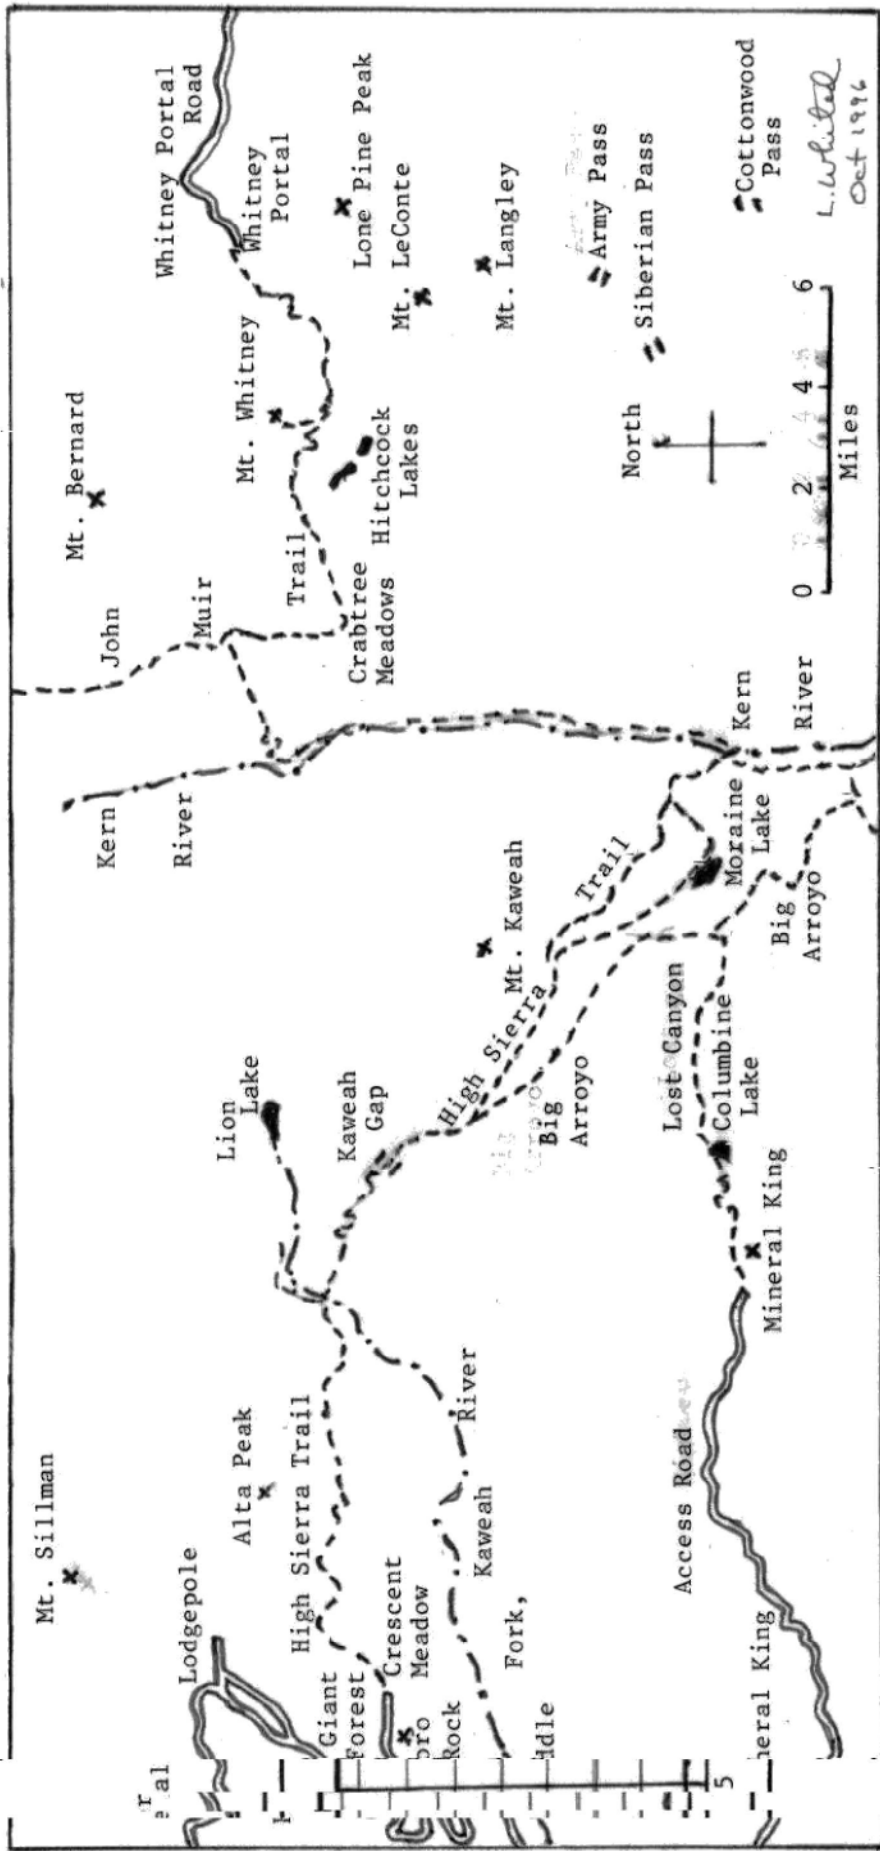 Mt. Sillman
Mt. Bernard
Whitney Portal
Road
Lodgepole
Alta Peak
Lion
Lake
Kern
River
John
Muir
Trail
Mt. Whitney
Whitney
Portal
High Sierra Trail
Giant
Forest
Crescent
Meadow
Rock
Kaweah
Gap
Crabtree
Meadows
Hitchcock
Lakes
Lone Pine Peak
Mt. LeConte
Mt. Langley
Fork,
Kaweah
River
High Sierra
Trail
Mt. Kaweah
Big
Arroyo
Army Pass
Siberian Pass
North
Access Road
Lost Canyon
Columbine
Lake
Mineral King
Moraine
Lake
Big
Arroyo
Kern
River
Cottonwood
Pass
0 2 4 6
Miles
L. Whited
Oct 1996
5